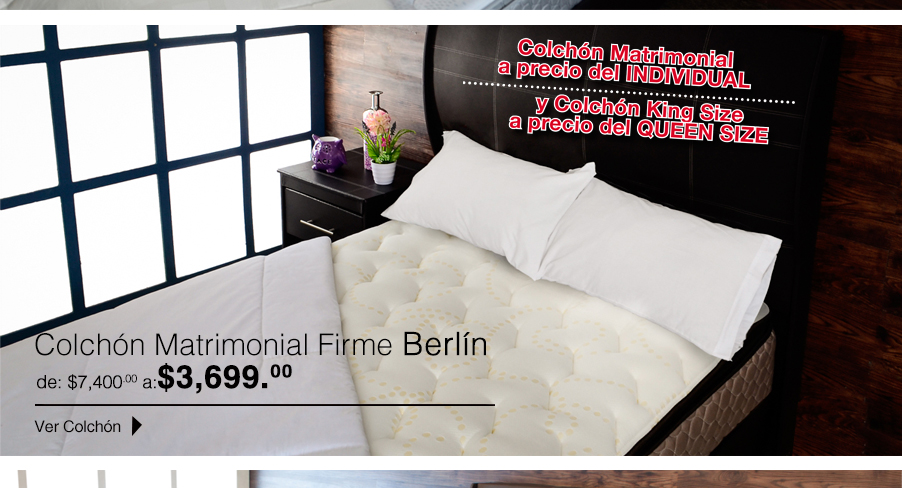 Colchón Matrimonial
a precio del INDIVIDUAL
y Colchón King Size
a precio del QUEEN SIZE
Colchón Matrimonial Firme Berlín
de: $7,400.00 a:$3,699.00
Ver Colchón